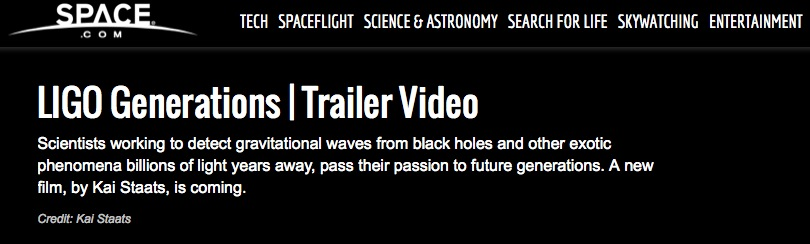 SPACE
.COM
TECH SPACEFLIGHT SCIENCE & ASTRONOMY SEARCH FOR LIFE SKYWATCHING ENTERTAINMENT
LIGO Generations | Trailer Video
Scientists working to detect gravitational waves from black holes and other exotic
phenomena billions of light years away, pass their passion to future generations. A new
film, by Kai Staats, is coming.
Credit: Kai Staats